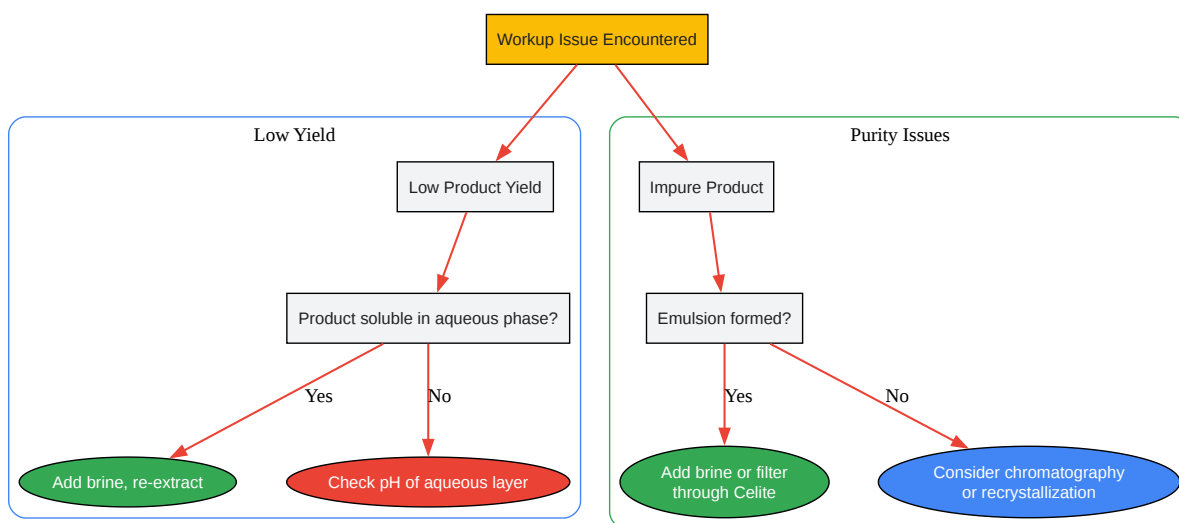 Workup Issue Encountered
Low Yield
Purity Issues
Low Product Yield
Impure Product
Product soluble in aqueous phase?
Emulsion formed?
Yes
No
Yes
No
Add brine, re-extract
Check pH of aqueous layer
Add brine or filter
through Celite
Consider chromatography
or recrystallization